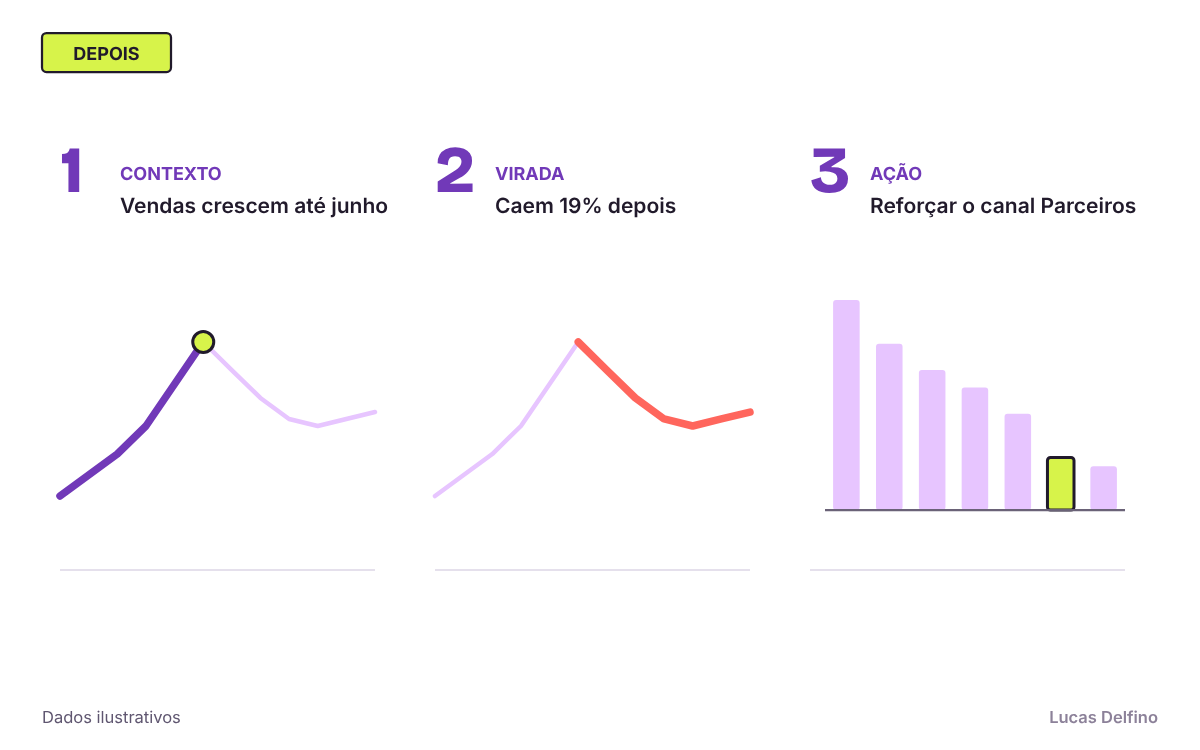 DEPOIS
1
CONTEXTO
Vendas crescem até junho
2
VIRADA
Caem 19% depois
3
AÇÃO
Reforçar o canal Parceiros
Dados ilustrativos
Lucas Delfino